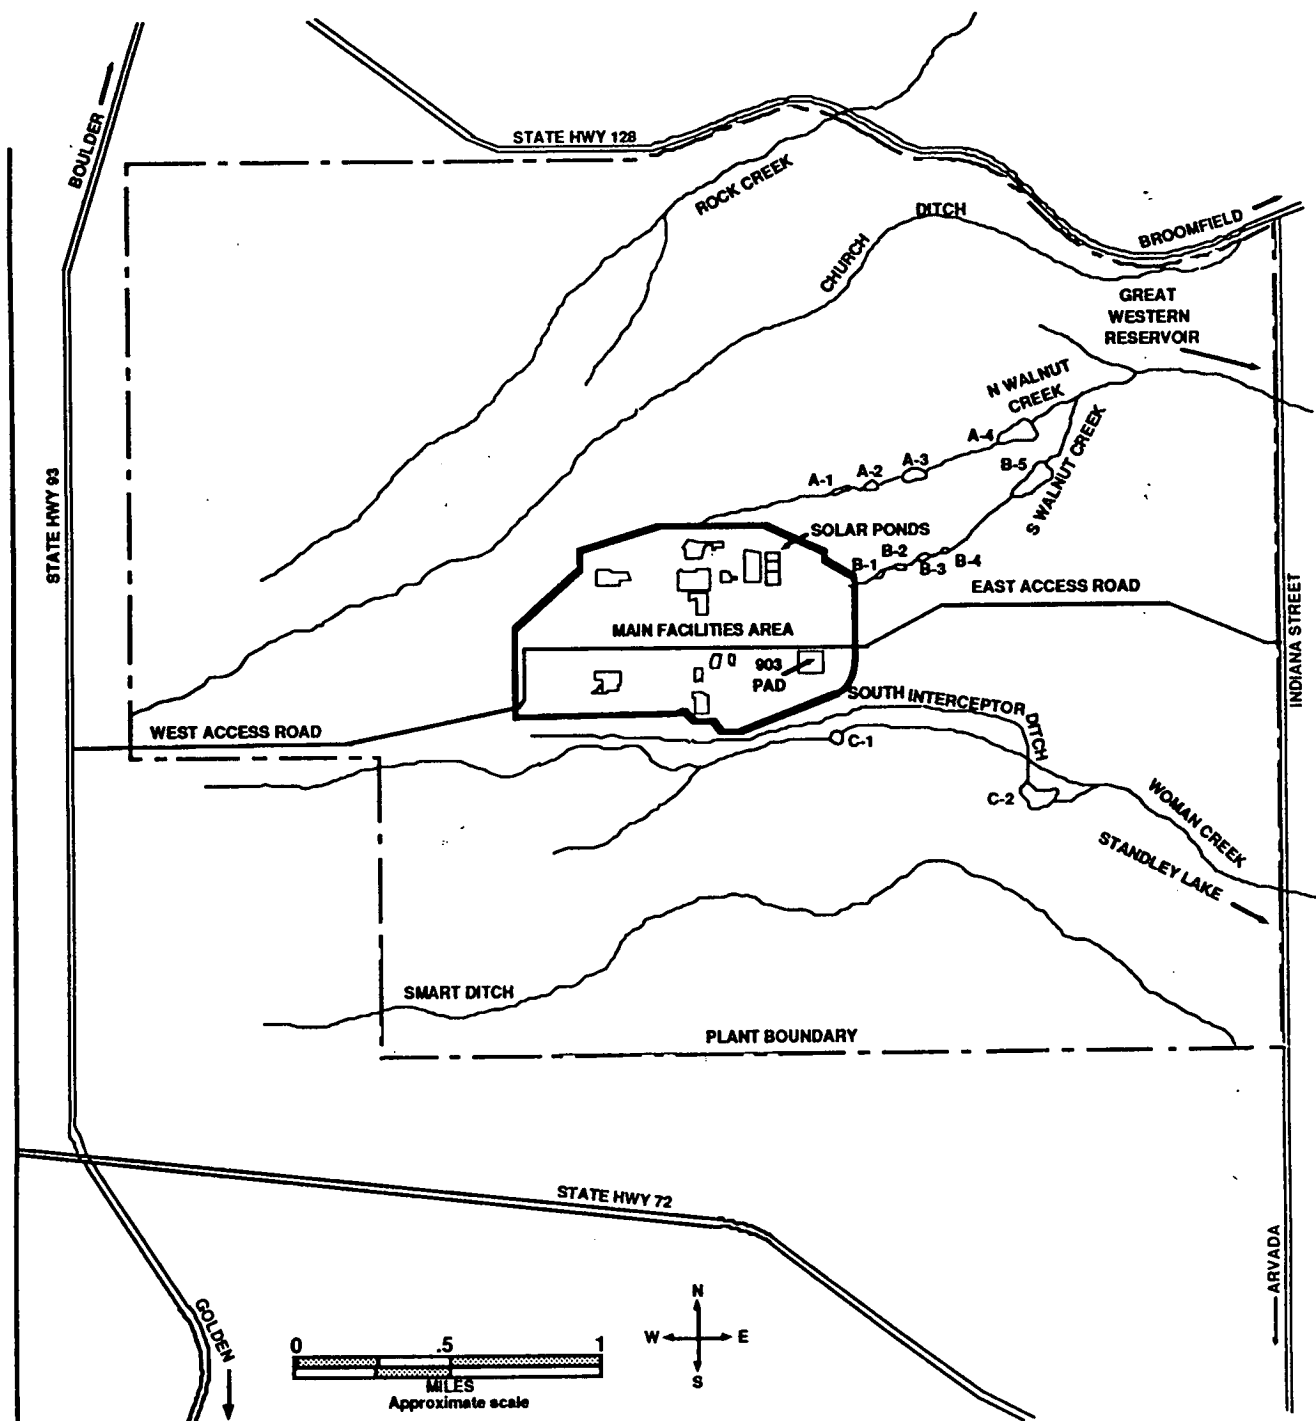 STATE HWY 128
BOULDER
ROCK CREEK
DITCH
CHURCH
BROOMFIELD
GREAT
WESTERN
RESERVOIR
N WALNUT
CREEK
A-4
A-3
A-2
A-1
B-5
S WALNUT CREEK
STATE HWY 93
SOLAR PONDS
B-2
B-1
B-3
B-4
EAST ACCESS ROAD
INDIANA STREET
MAIN FACILITIES AREA
903
PAD
SOUTH INTERCEPTOR DITCH
WEST ACCESS ROAD
C-1
C-2
WOMAN CREEK
STANDLEY LAKE
SMART DITCH
PLANT BOUNDARY
STATE HWY 72
ARVADA
GOLDEN
N
W E
S
0 .5 1
MILES
Approximate scale